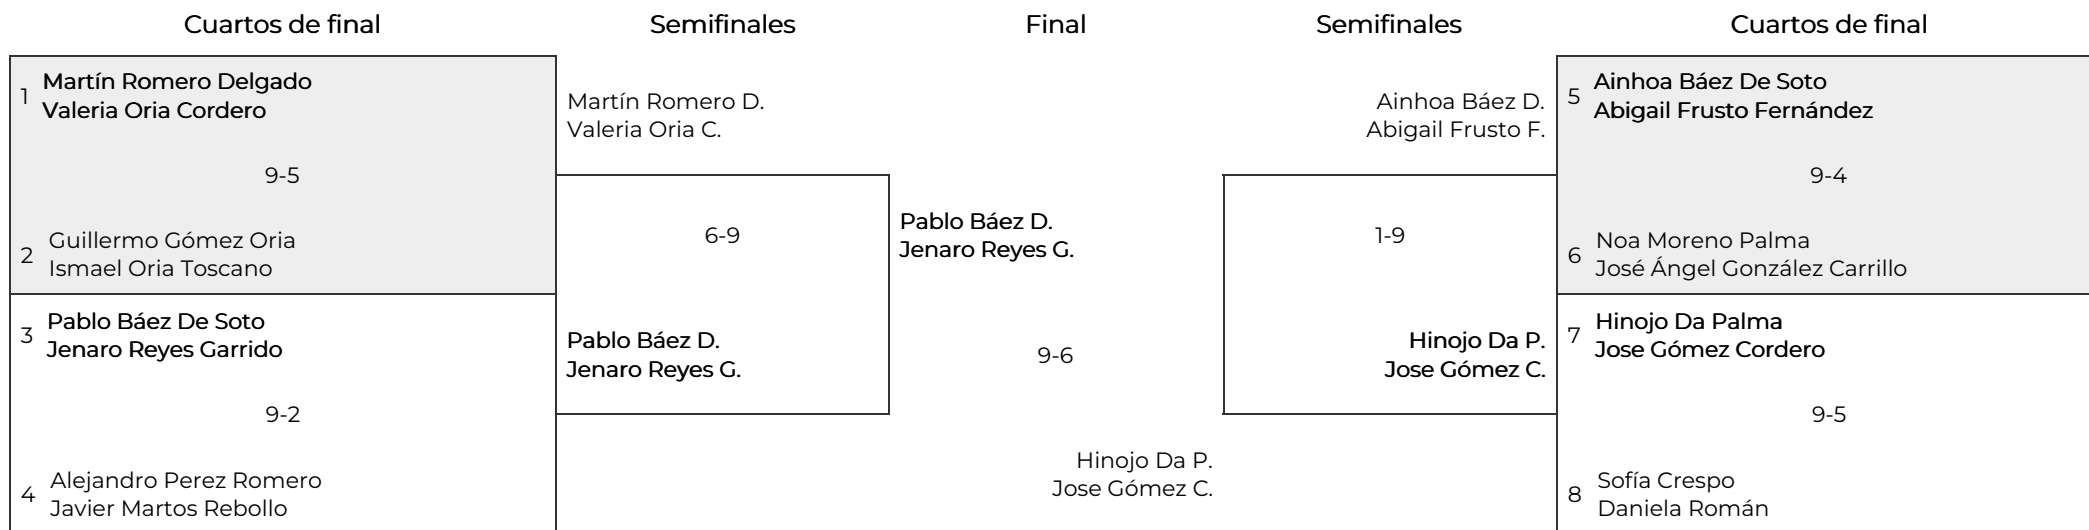 Cuartos de final
Semifinales
Final
Semifinales
Cuartos de final
1
Martín Romero Delgado
Valeria Oria Cordero
9-5
2
Guillermo Gómez Oria
Ismael Oria Toscano
3
Pablo Báez De Soto
Jenaro Reyes Garrido
9-2
4
Alejandro Perez Romero
Javier Martos Rebollo
Martín Romero D.
Valeria Oria C.
6-9
Pablo Báez D.
Jenaro Reyes G.
Pablo Báez D.
Jenaro Reyes G.
9-6
Hinojo Da P.
Jose Gómez C.
Ainhoa Báez D.
Abigail Frusto F.
1-9
Hinojo Da P.
Jose Gómez C.
5
Ainhoa Báez De Soto
Abigail Frusto Fernández
9-4
6
Noa Moreno Palma
José Ángel González Carrillo
7
Hinojo Da Palma
Jose Gómez Cordero
9-5
8
Sofía Crespo
Daniela Román